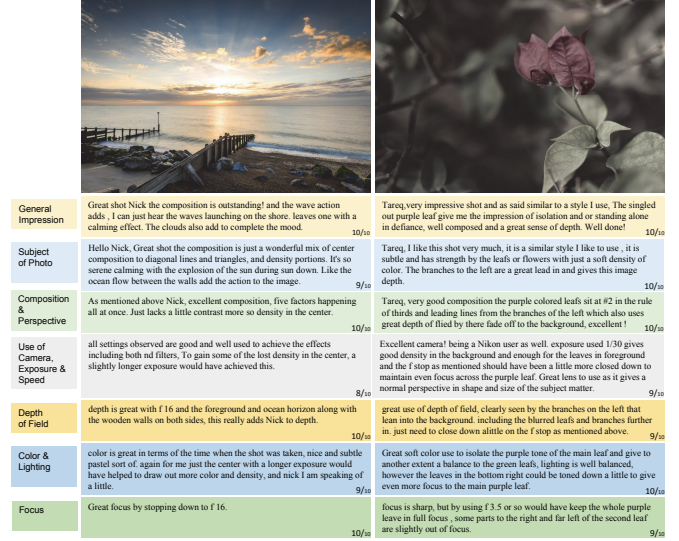 General
Impression
Great shot Nick the composition is outstanding! and the wave action
adds , I can just hear the waves launching on the shore. leaves one with a
calming effect. The clouds also add to complete the mood.
10/10
Tareq,very impressive shot and as said similar to a style I use, The singled
out purple leaf give me the impression of isolation and or standing alone
in defiance, well composed and a great sense of depth. Well done!
10/10
Subject
of Photo
Hello Nick, Great shot the composition is just a wonderful mix of center
composition to diagonal lines and triangles, and density portions. It's so
serene calming with the explosion of the sun during sun down. Like the
ocean flow between the walls add the action to the image.
9/10
Tareq, I like this shot very much, it is a similar style I like to use , it is
subtle and has strength by the leafs or flowers with just a soft density of
color. The branches to the left are a great lead in and gives this image
depth.
10/10
Composition
&
Perspective
As mentioned above Nick, excellent composition, five factors happening
all at once. Just lacks a little contrast more so density in the center.
10/10
Tareq, very good composition the purple colored leafs sit at #2 in the rule
of thirds and leading lines from the branches of the left which also uses
great depth of flied by there fade off to the background, excellent !
10/10
Use of
Camera,
Exposure &
Speed
all settings observed are good and well used to achieve the effects
including both nd filters, To gain some of the lost density in the center, a
slightly longer exposure would have achieved this.
8/10
Excellent camera! being a Nikon user as well. exposure used 1/30 gives
good density in the background and enough for the leaves in foreground
and the f stop as mentioned should have been a little more closed down to
maintain even focus across the purple leaf. Great lens to use as it gives a
normal perspective in shape and size of the subject matter.
9/10
Depth
of Field
depth is great with f 16 and the foreground and ocean horizon along with
the wooden walls on both sides, this really adds Nick to depth.
10/10
great use of depth of field, clearly seen by the branches on the left that
lean into the background. including the blurred leafs and branches further
in. just need to close down alittle on the f stop as mentioned above.
9/10
Color &
Lighting
color is great in terms of the time when the shot was taken, nice and subtle
pastel sort of. again for me just the center with a longer exposure would
have helped to draw out more color and density, and nick I am speaking of
a little.
9/10
Great soft color use to isolate the purple tone of the main leaf and give to
another extent a balance to the green leafs, lighting is well balanced,
however the leaves in the bottom right could be toned down a little to give
even more focus to the main purple leaf.
10/10
Focus
Great focus by stopping down to f 16.
10/10
focus is sharp, but by using f 3.5 or so would have keep the whole purple
leave in full focus , some parts to the right and far left of the second leaf
are slightly out of focus.
9/10